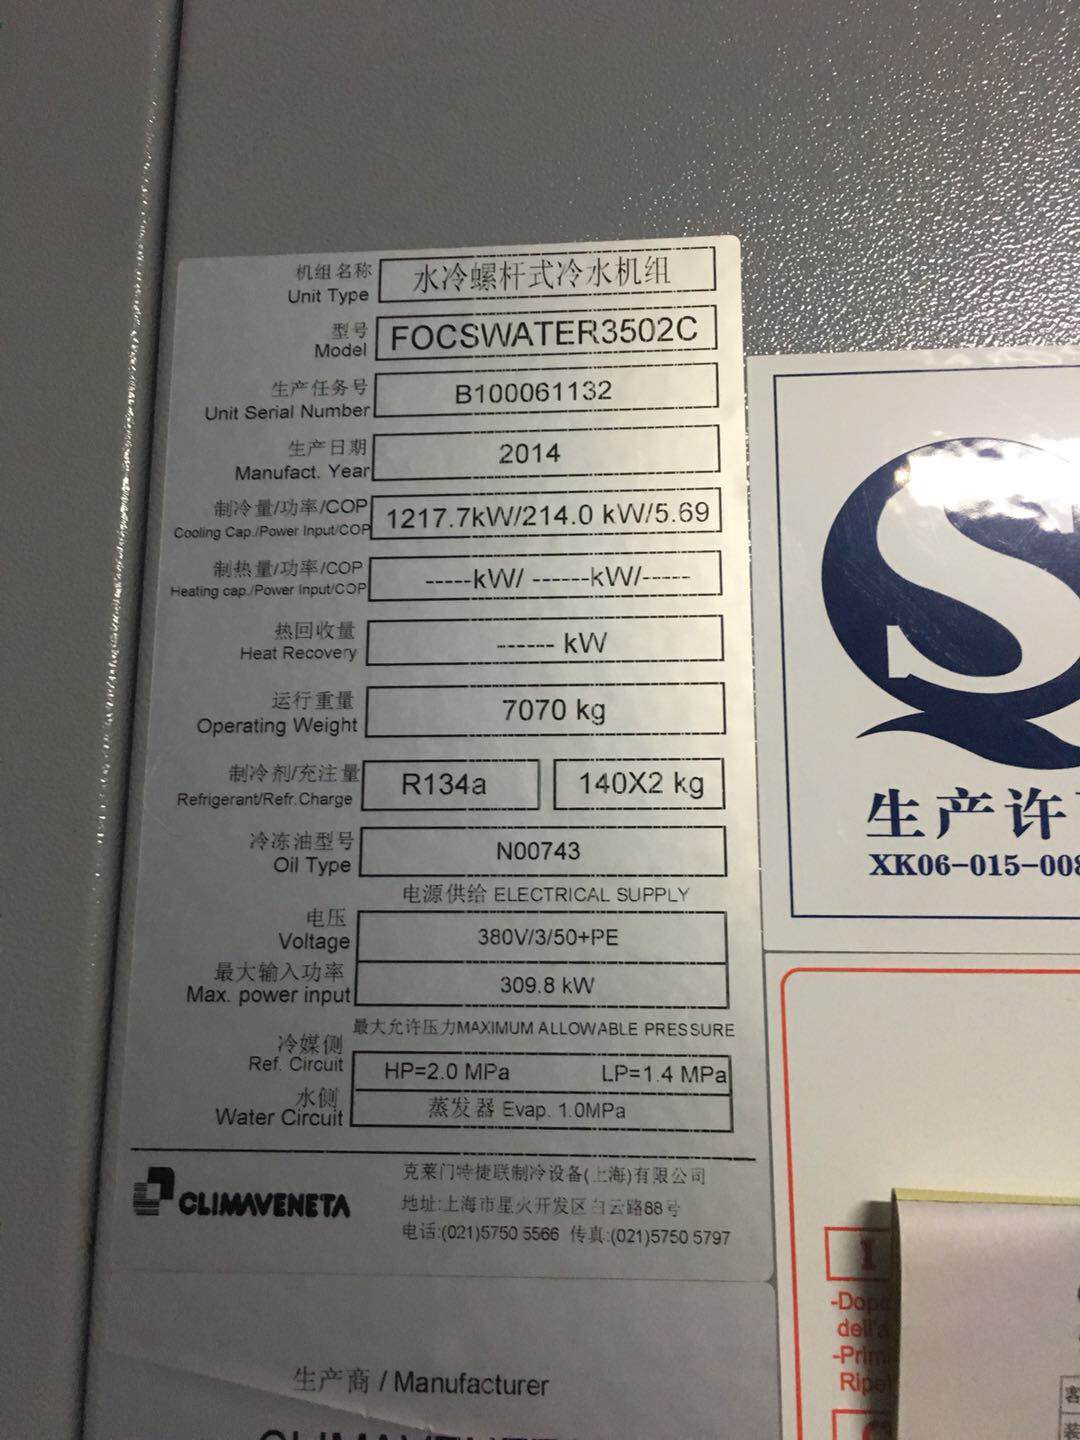 机组名称 水冷螺杆式冷水机组
Unit Type
型号 FOCSWATER3502C
Model
生产任务号 B100061132
Unit Serial Number
生产日期 2014
Manufact. Year
制冷量/功率/COP 1217.7kW/214.0 kW/5.69
Cooling Cap./Power Input/COP
制热量/功率/COP -----kW/ ------kW/-----
Heating cap./Power Input/COP
热回收量 ------ kW
Heat Recovery
运行重量 7070 kg
Operating Weight
制冷剂/充注量 R134a 140X2 kg
Refrigerant/Refr.Charge
冷冻油型号 N00743
Oil Type
电源供给 ELECTRICAL SUPPLY
电压 380V/3/50+PE
Voltage
最大输入功率 309.8 kW
Max. power input
最大允许压力MAXIMUM ALLOWABLE PRESSURE
冷媒侧
Ref. Circuit HP=2.0 MPa LP=1.4 MPa
水侧 蒸发器 Evap. 1.0MPa
Water Circuit
CLIMAVENETA
克莱门特捷联制冷设备(上海)有限公司
地址:上海市星火开发区白云路88号
电话:(021)5750 5566 传真:(021)5750 5797
生产商 / Manufacturer
CLIMAVENET
QS
生产许
XK06-015-008
1
-Dopo
dell'a
-Prim
Ripe
客
装